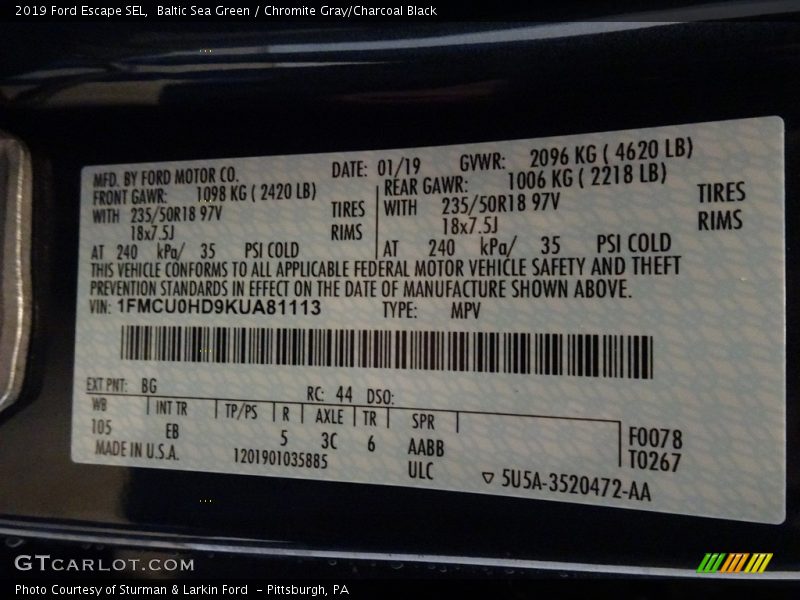 2019 Ford Escape SEL, Baltic Sea Green / Chromite Gray/Charcoal Black
MFD. BY FORD MOTOR CO. DATE: 01/19 GVWR: 2096 KG ( 4620 LB)
FRONT GAWR: 1098 KG ( 2420 LB) REAR GAWR: 1006 KG ( 2218 LB)
WITH 235/50R18 97V TIRES WITH 235/50R18 97V TIRES
18x7.5J RIMS 18x7.5J RIMS
AT 240 kPa/ 35 PSI COLD AT 240 kPa/ 35 PSI COLD
THIS VEHICLE CONFORMS TO ALL APPLICABLE FEDERAL MOTOR VEHICLE SAFETY AND THEFT
PREVENTION STANDARDS IN EFFECT ON THE DATE OF MANUFACTURE SHOWN ABOVE.
VIN: 1FMCU0HD9KUA81113 TYPE: MPV
EXT PNT: BG RC: 44 DSO:
WB INT TR TP/PS R AXLE TR SPR
105 EB 5 3C 6 AABB F0078
MADE IN U.S.A. 1201901035885 ULC T0267
▽ 5U5A-3520472-AA
GTCARLOT.COM
Photo Courtesy of Sturman & Larkin Ford - Pittsburgh, PA